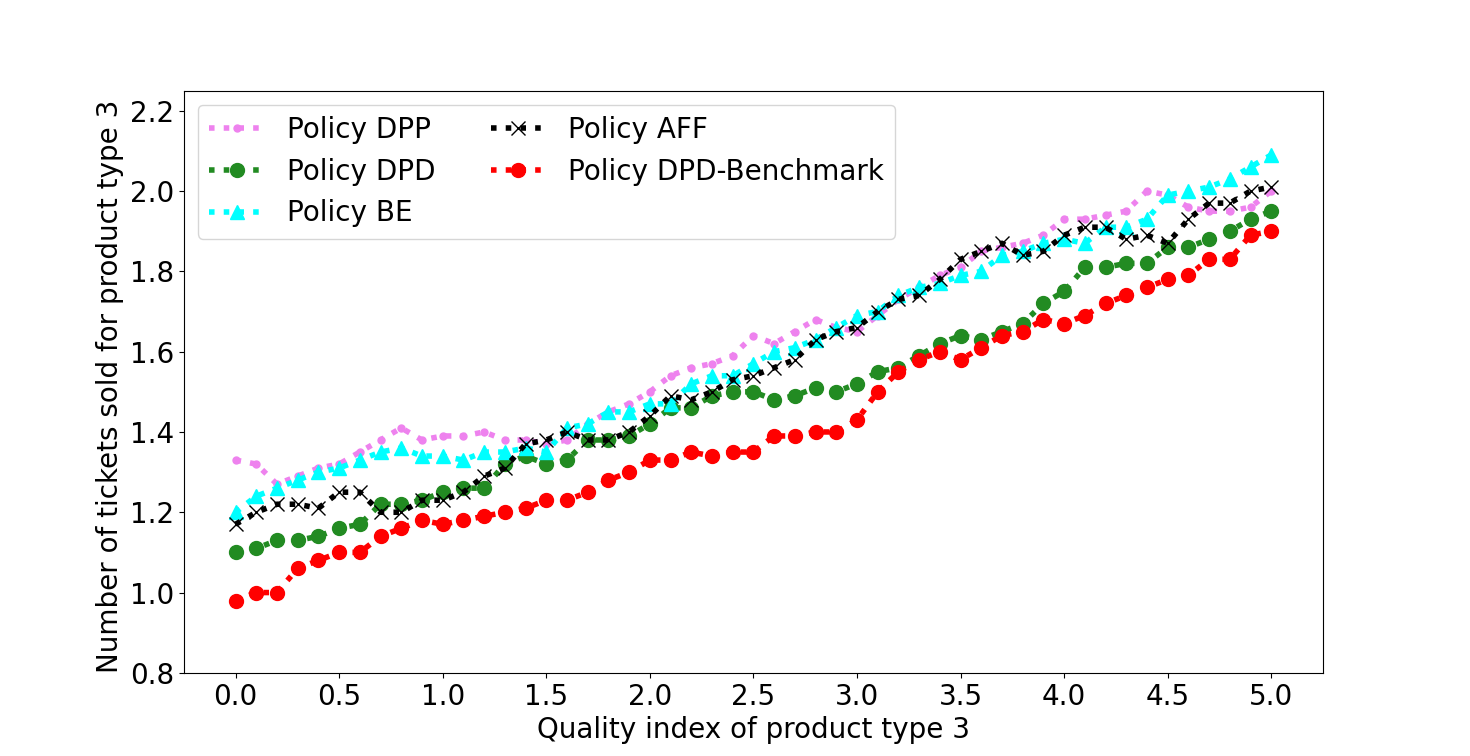 Number of tickets sold for product type 3
2.2
2.0
1.8
1.6
1.4
1.2
1.0
0.8
Policy DPP
Policy DPD
Policy BE
Policy AFF
Policy DPD-Benchmark
0.0 0.5 1.0 1.5 2.0 2.5 3.0 3.5 4.0 4.5 5.0
Quality index of product type 3